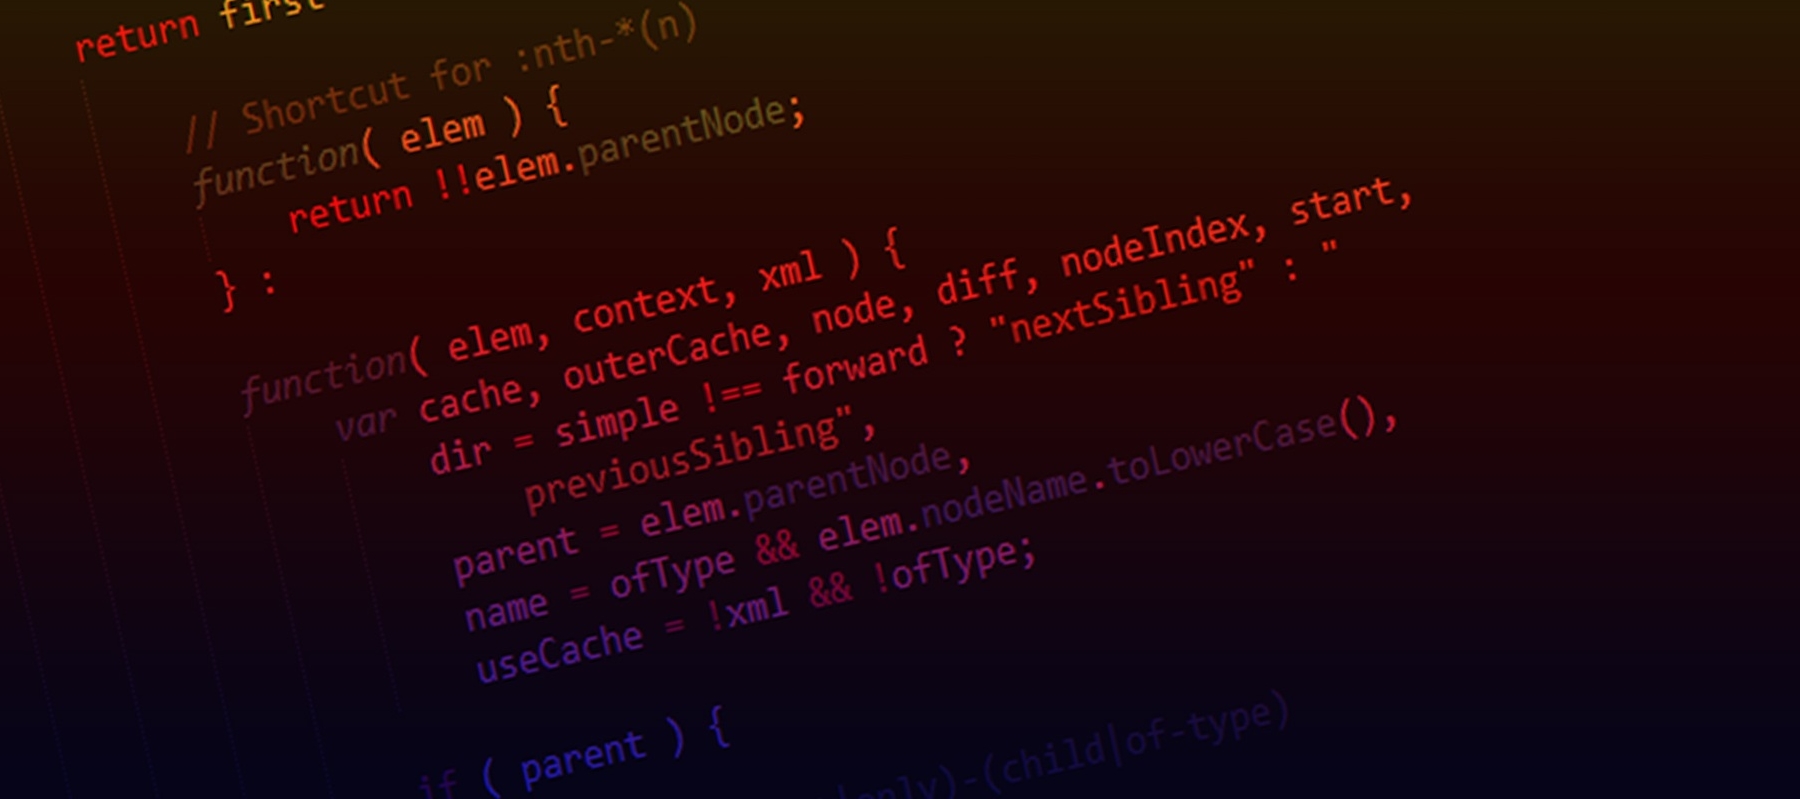 return first
// Shortcut for :nth-*(n)
function( elem ) {
return !!elem.parentNode;
} :
function( elem, context, xml ) {
var cache, outerCache, node, diff, nodeIndex, start,
dir = simple !== forward ? "nextSibling" : "
previousSibling",
parent = elem.parentNode,
name = ofType && elem.nodeName.toLowerCase(),
useCache = !xml && !ofType;
if ( parent ) {
|only)-(child|of-type)